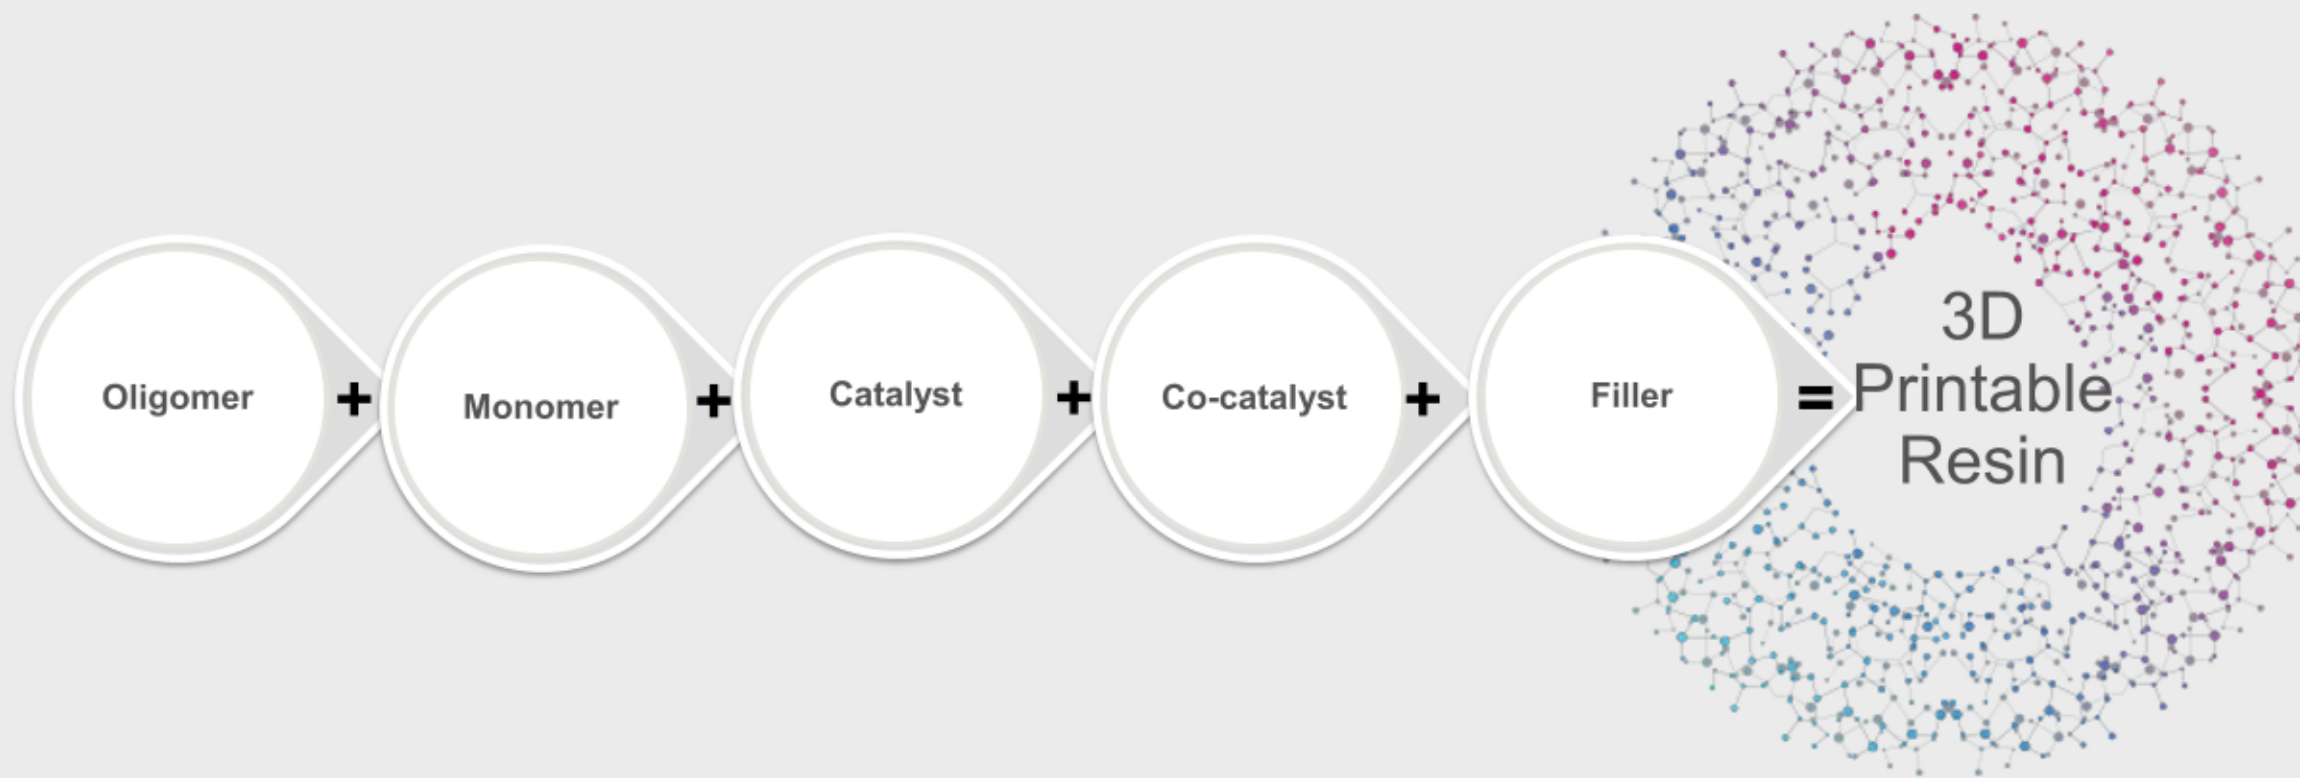 Oligomer
+
Monomer
+
Catalyst
+
Co-catalyst
+
Filler
=
3D
Printable
Resin